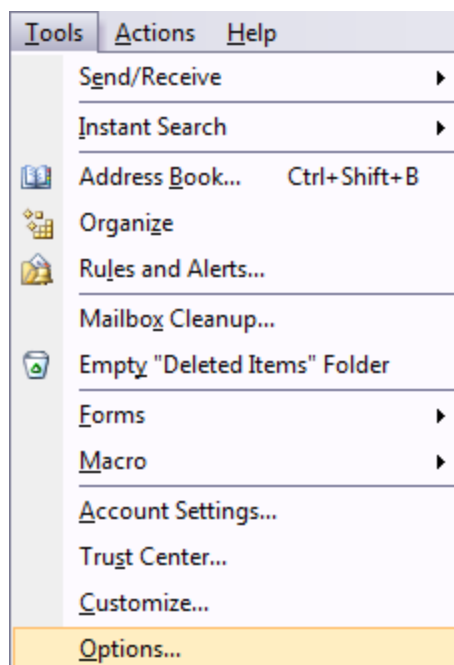 Tools Actions Help
Send/Receive
Instant Search
Address Book... Ctrl+Shift+B
Organize
Rules and Alerts...
Mailbox Cleanup...
Empty "Deleted Items" Folder
Forms
Macro
Account Settings...
Trust Center...
Customize...
Options...